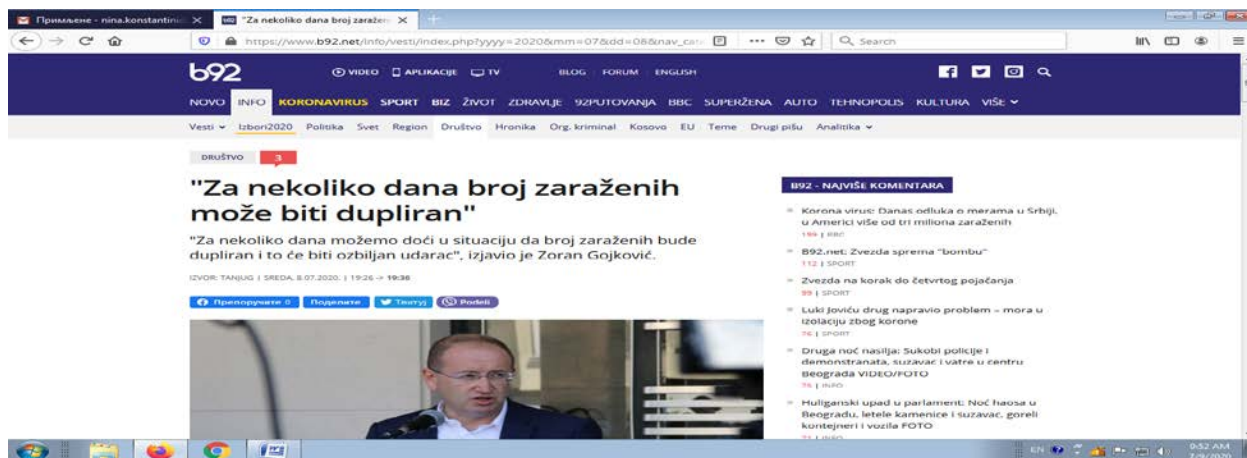 Примљене - nina.konstantini
"Za nekoliko dana broj zaražen
https://www.b92.net/info/vesti/index.php?yyyy=2020&mm=07&dd=08&nav_cat
Search
b92
VIDEO APLIKACIJE TV BLOG FORUM ENGLISH
NOVO INFO KORONAVIRUS SPORT BIZ ŽIVOT ZDRAVLJE 92PUTOVANJA BBC SUPERŽENA AUTO TEHNOPOLIS KULTURA VIŠE
Vesti Izbori2020 Politika Svet Region Društvo Hronika Org. kriminal Kosovo EU Teme Drugi pišu Analitika
DRUŠTVO 3
"Za nekoliko dana broj zaraženih
može biti dupliran"
"Za nekoliko dana možemo doći u situaciju da broj zaraženih bude
dupliran i to će biti ozbiljan udarac", izjavio je Zoran Gojković.
IZVOR: TANJUG | SREDA, 8.07.2020. | 19:26 -> 19:36
Препоручите 0 Поделите Твитуј Podeli
B92 - NAJVIŠE KOMENTARA
Korona virus: Danas odluka o merama u Srbiji,
u Americi više od tri miliona zaraženih
199 | BBC
B92.net: Zvezda sprema "bombu"
112 | SPORT
Zvezda na korak do četvrtog pojačanja
99 | SPORT
Luki Joviću drug napravio problem – mora u
izolaciju zbog korone
76 | SPORT
Druga noć nasilja: Sukobi policije i
demonstranata, suzavac i vatre u centru
Beograda VIDEO/FOTO
75 | INFO
Huliganski upad u parlament: Noć haosa u
Beogradu, letele kamenice i suzavac, goreli
kontejneri i vozila FOTO
71 | INFO
EN
9:52 AM
7/9/2020